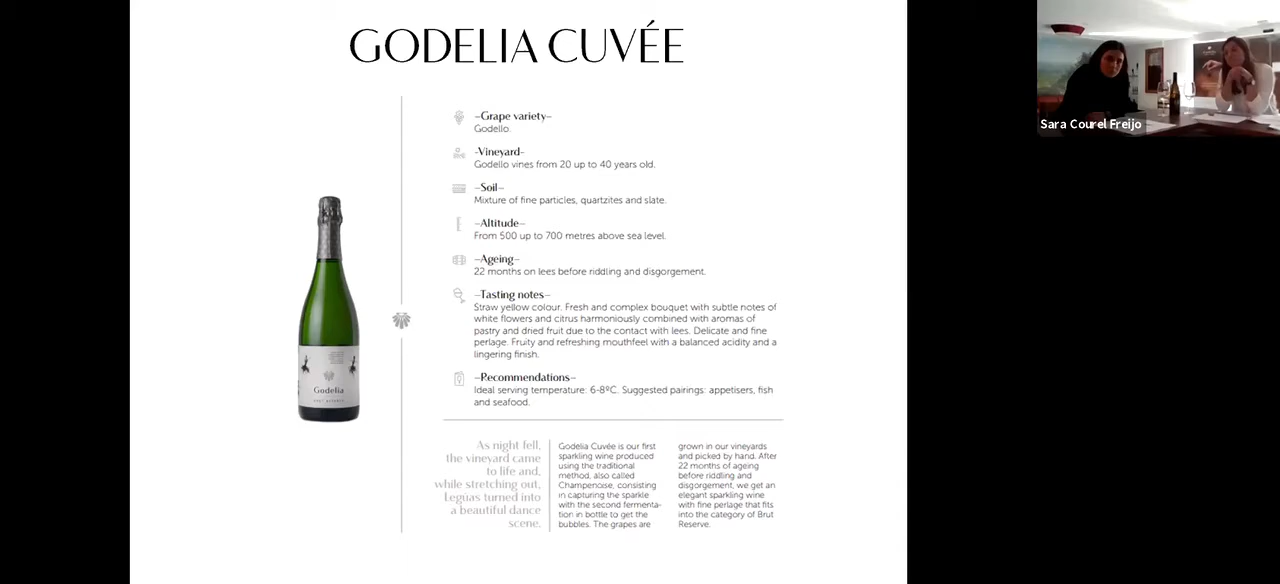 GODELIA CUVÉE
–Grape variety–
Godello.
–Vineyard–
Godello vines from 20 up to 40 years old.
–Soil–
Mixture of fine particles, quartzites and slate.
–Altitude–
From 500 up to 700 metres above sea level.
–Ageing–
22 months on lees before riddling and disgorgement.
–Tasting notes–
Straw yellow colour. Fresh and complex bouquet with subtle notes of
white flowers and citrus harmoniously combined with aromas of
pastry and dried fruit due to the contact with lees. Delicate and fine
perlage. Fruity and refreshing mouthfeel with a balanced acidity and a
lingering finish.
–Recommendations–
Ideal serving temperature: 6-8ºC. Suggested pairings: appetisers, fish
and seafood.
As night fell,
the vineyard came
to life and,
while stretching out,
Leguas turned into
a beautiful dance
scene.
Godelia Cuvée is our first
sparkling wine produced
using the traditional
method, also called
Champenoise, consisting
in capturing the sparkle
with the second fermenta-
tion in bottle to get the
bubbles. The grapes are
grown in our vineyards
and picked by hand. After
22 months of ageing
before riddling and
disgorgement, we get an
elegant sparkling wine
with fine perlage that fits
into the category of Brut
Reserve.
Godelia
Sara Courel Freijo